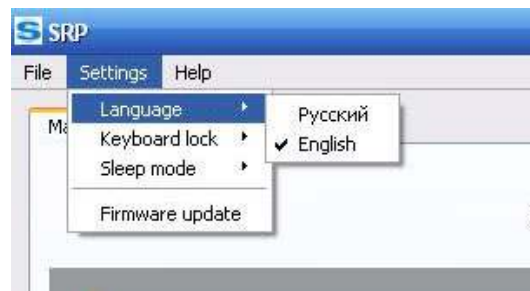 S SRP
File Settings Help
Ma
Language
Keyboard lock
Sleep mode
Firmware update
Русский
English